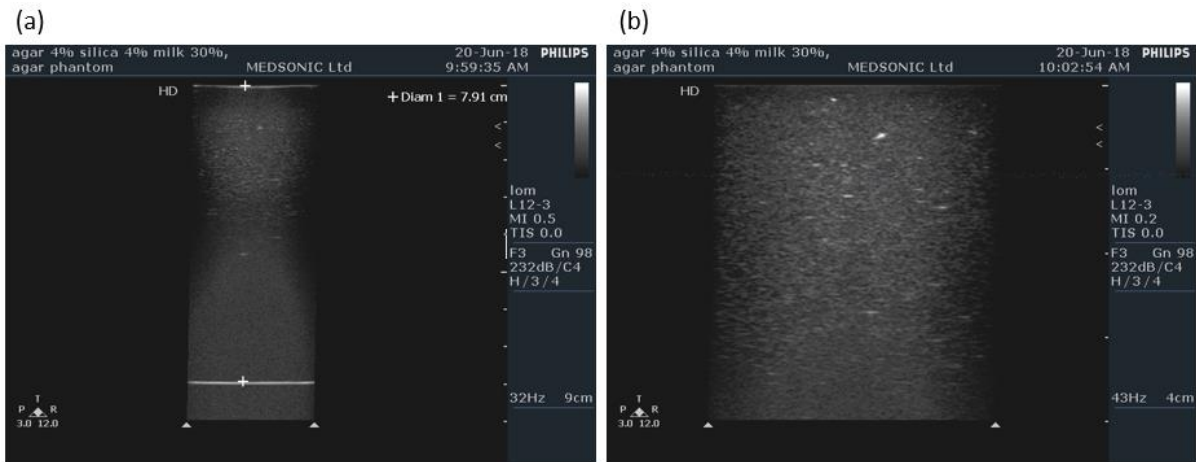 (a)
agar 4% silica 4% milk 30%, 20-Jun-18 PHILIPS
agar phantom MEDSONIC Ltd 9:59:35 AM
HD
+ Diam 1 = 7.91 cm
lom
L12-3
MI 0.5
TIS 0.0
F3 Gn 98
232dB/C4
H/3/4
32Hz 9cm
T
P R
3.0 12.0
(b)
agar 4% silica 4% milk 30%, 20-Jun-18 PHILIPS
agar phantom MEDSONIC Ltd 10:02:54 AM
HD
lom
L12-3
MI 0.2
TIS 0.0
F3 Gn 98
232dB/C4
H/3/4
43Hz 4cm
T
P R
3.0 12.0